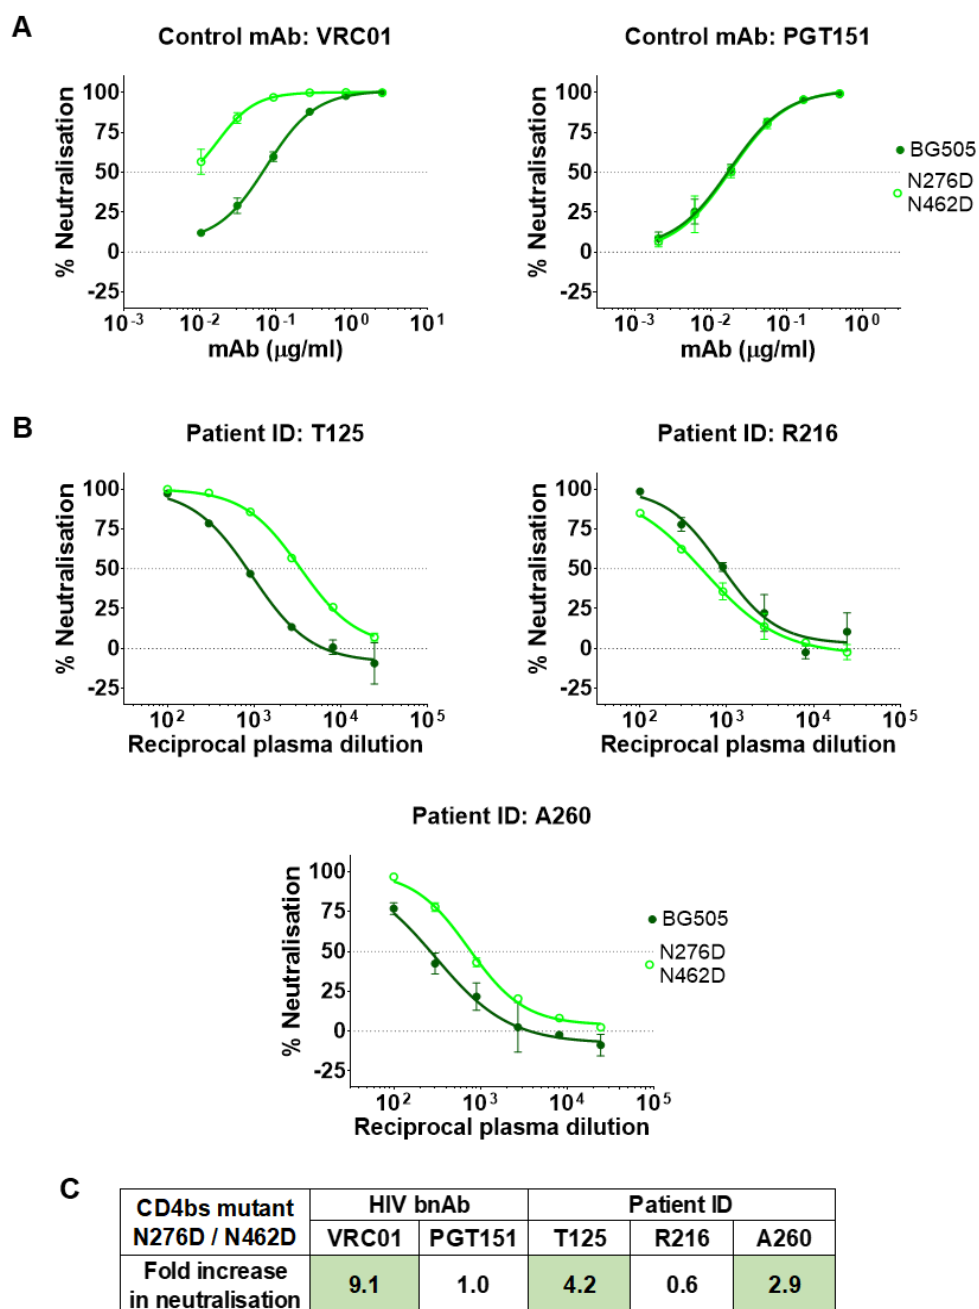 A
Control mAb: VRC01
% Neutralisation
100
75
50
25
0
-25
10-3 10-2 10-1 100 101
mAb (µg/ml)
Control mAb: PGT151
% Neutralisation
100
75
50
25
0
-25
10-3 10-2 10-1 100
mAb (µg/ml)
BG505
N276D
N462D
B
Patient ID: T125
% Neutralisation
100
75
50
25
0
-25
102 103 104 105
Reciprocal plasma dilution
Patient ID: R216
% Neutralisation
100
75
50
25
0
-25
102 103 104 105
Reciprocal plasma dilution
Patient ID: A260
% Neutralisation
100
75
50
25
0
-25
102 103 104 105
Reciprocal plasma dilution
BG505
N276D
N462D
C
CD4bs mutant
N276D / N462D
HIV bnAb Patient ID
VRC01 PGT151 T125 R216 A260
Fold increase
in neutralisation
9.1 1.0 4.2 0.6 2.9